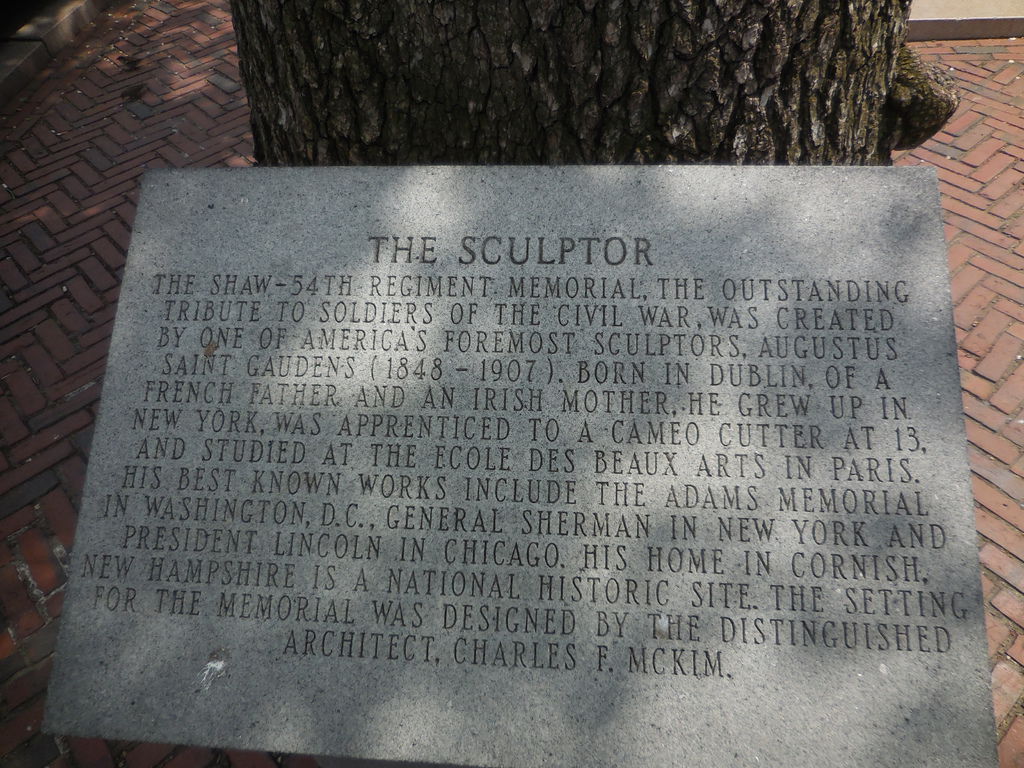 THE SCULPTOR
THE SHAW-54TH REGIMENT MEMORIAL, THE OUTSTANDING
TRIBUTE TO SOLDIERS OF THE CIVIL WAR, WAS CREATED
BY ONE OF AMERICA'S FOREMOST SCULPTORS, AUGUSTUS
SAINT GAUDENS (1848 - 1907). BORN IN DUBLIN, OF A
FRENCH FATHER AND AN IRISH MOTHER, HE GREW UP IN
NEW YORK, WAS APPRENTICED TO A CAMEO CUTTER AT 13,
AND STUDIED AT THE ECOLE DES BEAUX ARTS IN PARIS.
HIS BEST KNOWN WORKS INCLUDE THE ADAMS MEMORIAL
IN WASHINGTON, D.C., GENERAL SHERMAN IN NEW YORK AND
PRESIDENT LINCOLN IN CHICAGO. HIS HOME IN CORNISH,
NEW HAMPSHIRE IS A NATIONAL HISTORIC SITE. THE SETTING
FOR THE MEMORIAL WAS DESIGNED BY THE DISTINGUISHED
ARCHITECT, CHARLES F. MCKIM.